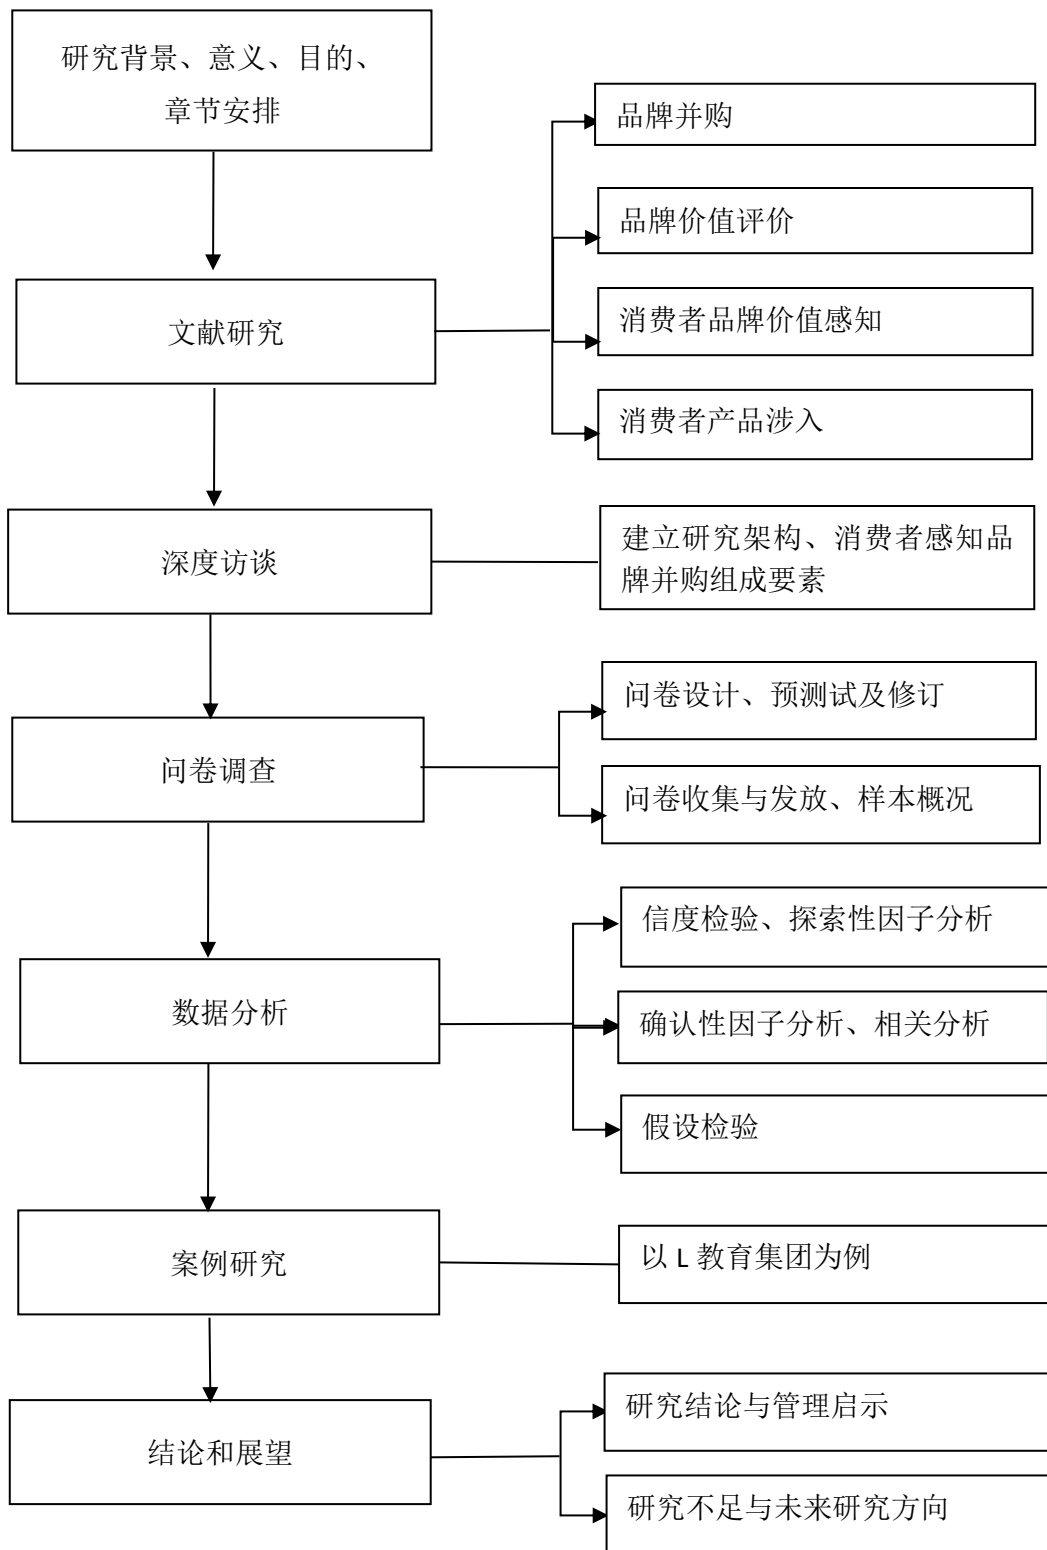 研究背景、意义、目的、
章节安排
品牌并购
品牌价值评价
文献研究
消费者品牌价值感知
消费者产品涉入
深度访谈
建立研究架构、消费者感知品
牌并购组成要素
问卷设计、预测试及修订
问卷调查
问卷收集与发放、样本概况
信度检验、探索性因子分析
数据分析
确认性因子分析、相关分析
假设检验
案例研究
以 L 教育集团为例
研究结论与管理启示
结论和展望
研究不足与未来研究方向